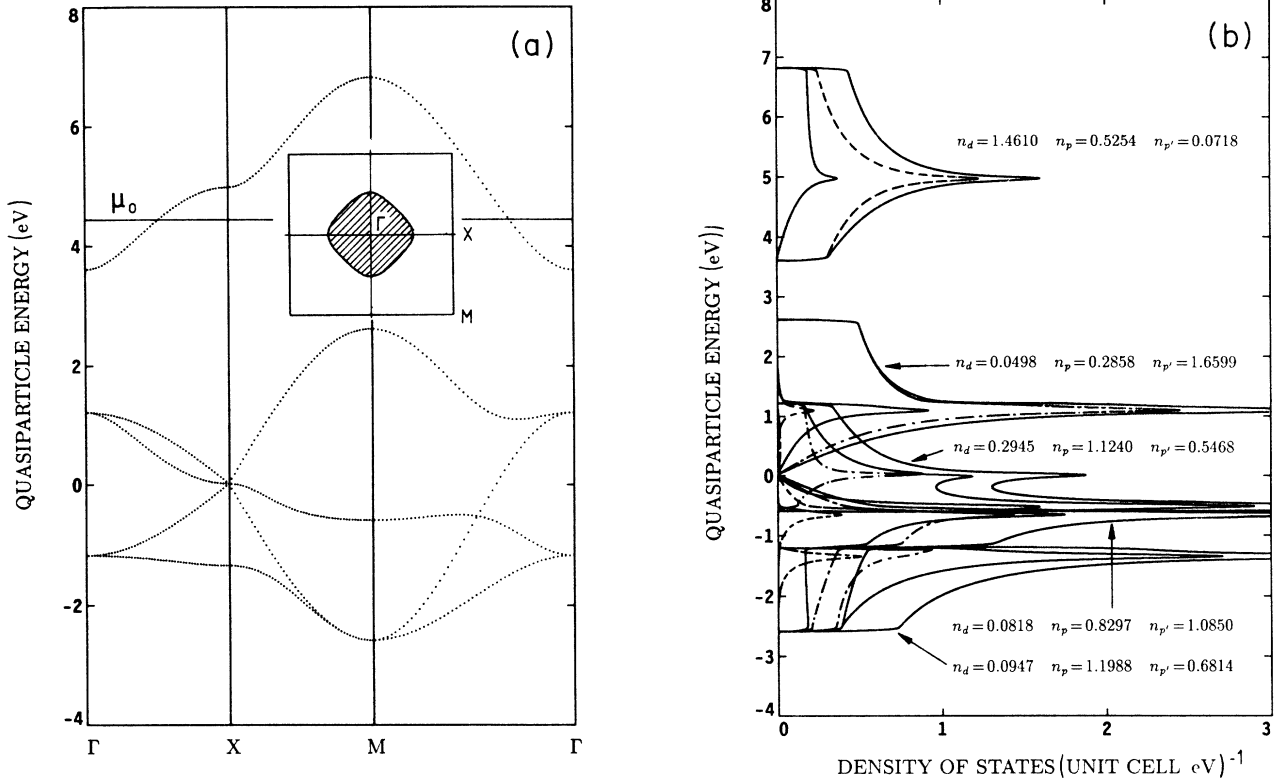 8
6
4
2
0
-2
-4
QUASIPARTICLE ENERGY (eV)
(a)
μ₀
Γ
X
M
Γ X M Γ
8
7
6
5
4
3
2
1
0
-1
-2
-3
-4
QUASIPARTICLE ENERGY (eV)
(b)
n_d=1.4610 n_p=0.5254 n_p'=0.0718
n_d=0.0498 n_p=0.2858 n_p'=1.6599
n_d=0.2945 n_p=1.1240 n_p'=0.5468
n_d=0.0818 n_p=0.8297 n_p'=1.0850
n_d=0.0947 n_p=1.1988 n_p'=0.6814
0 1 2 3
DENSITY OF STATES (UNIT CELL eV)⁻¹